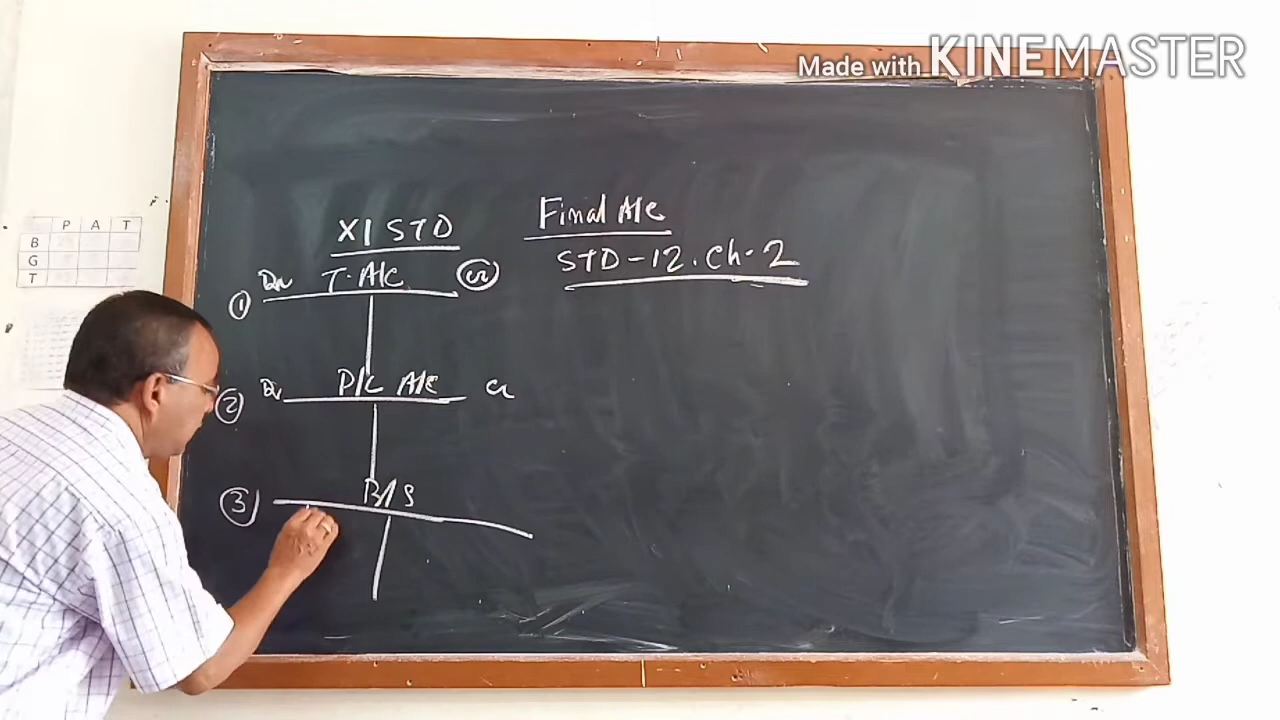 Made with KINEMASTER
Final A/c
XI STD
STD-12. Ch-2
Dr T. A/c Cr
1
P A T
B
G
T
Dr P/L A/c Cr
2
B/S
3